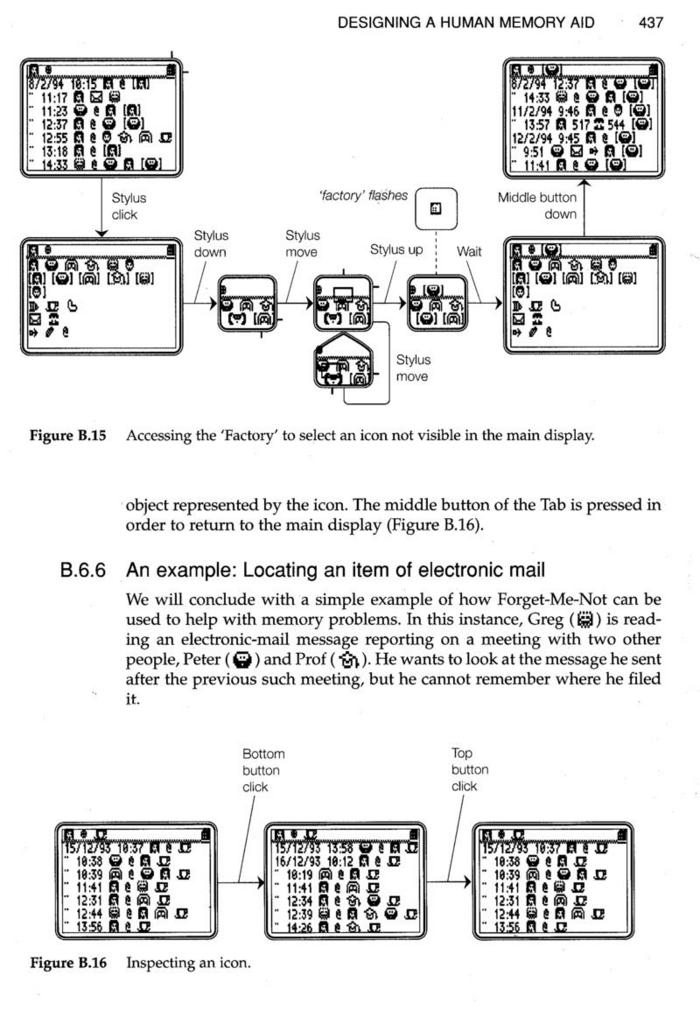 DESIGNING A HUMAN MEMORY AID 437
8/2/94 10:15
" 11:17
" 11:23
" 12:37
" 12:55
" 13:18
" 14:33
8/2/94 12:37
" 14:33
11/2/94 9:46
" 13:57 517 544
12/2/94 9:45
" 9:51
" 11:41
Stylus
click
'factory' flashes
Middle button
down
Stylus
down
Stylus
move
Stylus up
Wait
Stylus
move
Figure B.15 Accessing the 'Factory' to select an icon not visible in the main display.
object represented by the icon. The middle button of the Tab is pressed in
order to return to the main display (Figure B.16).
B.6.6 An example: Locating an item of electronic mail
We will conclude with a simple example of how Forget-Me-Not can be
used to help with memory problems. In this instance, Greg ( ) is read-
ing an electronic-mail message reporting on a meeting with two other
people, Peter ( ) and Prof ( ). He wants to look at the message he sent
after the previous such meeting, but he cannot remember where he filed
it.
Bottom
button
click
Top
button
click
15/12/93 10:37
" 10:38
" 10:39
" 11:41
" 12:31
" 12:44
" 13:56
15/12/93 13:58
16/12/93 10:12
" 10:19
" 11:41
" 12:34
" 12:39
" 14:26
15/12/93 10:37
" 10:38
" 10:39
" 11:41
" 12:31
" 12:44
" 13:56
Figure B.16 Inspecting an icon.